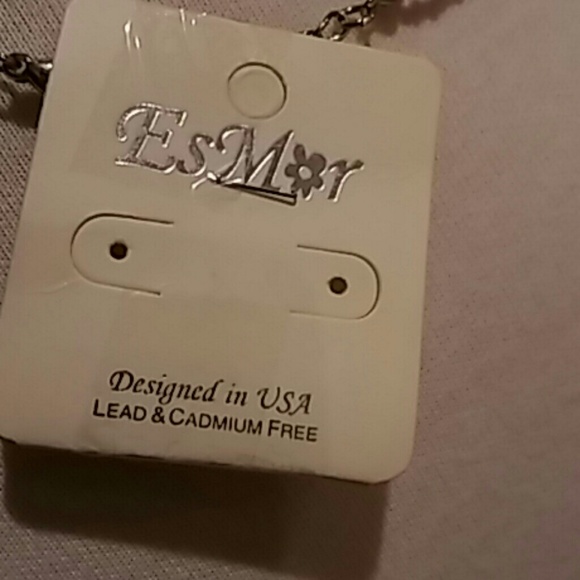 EsMor
Designed in USA
LEAD & CADMIUM FREE